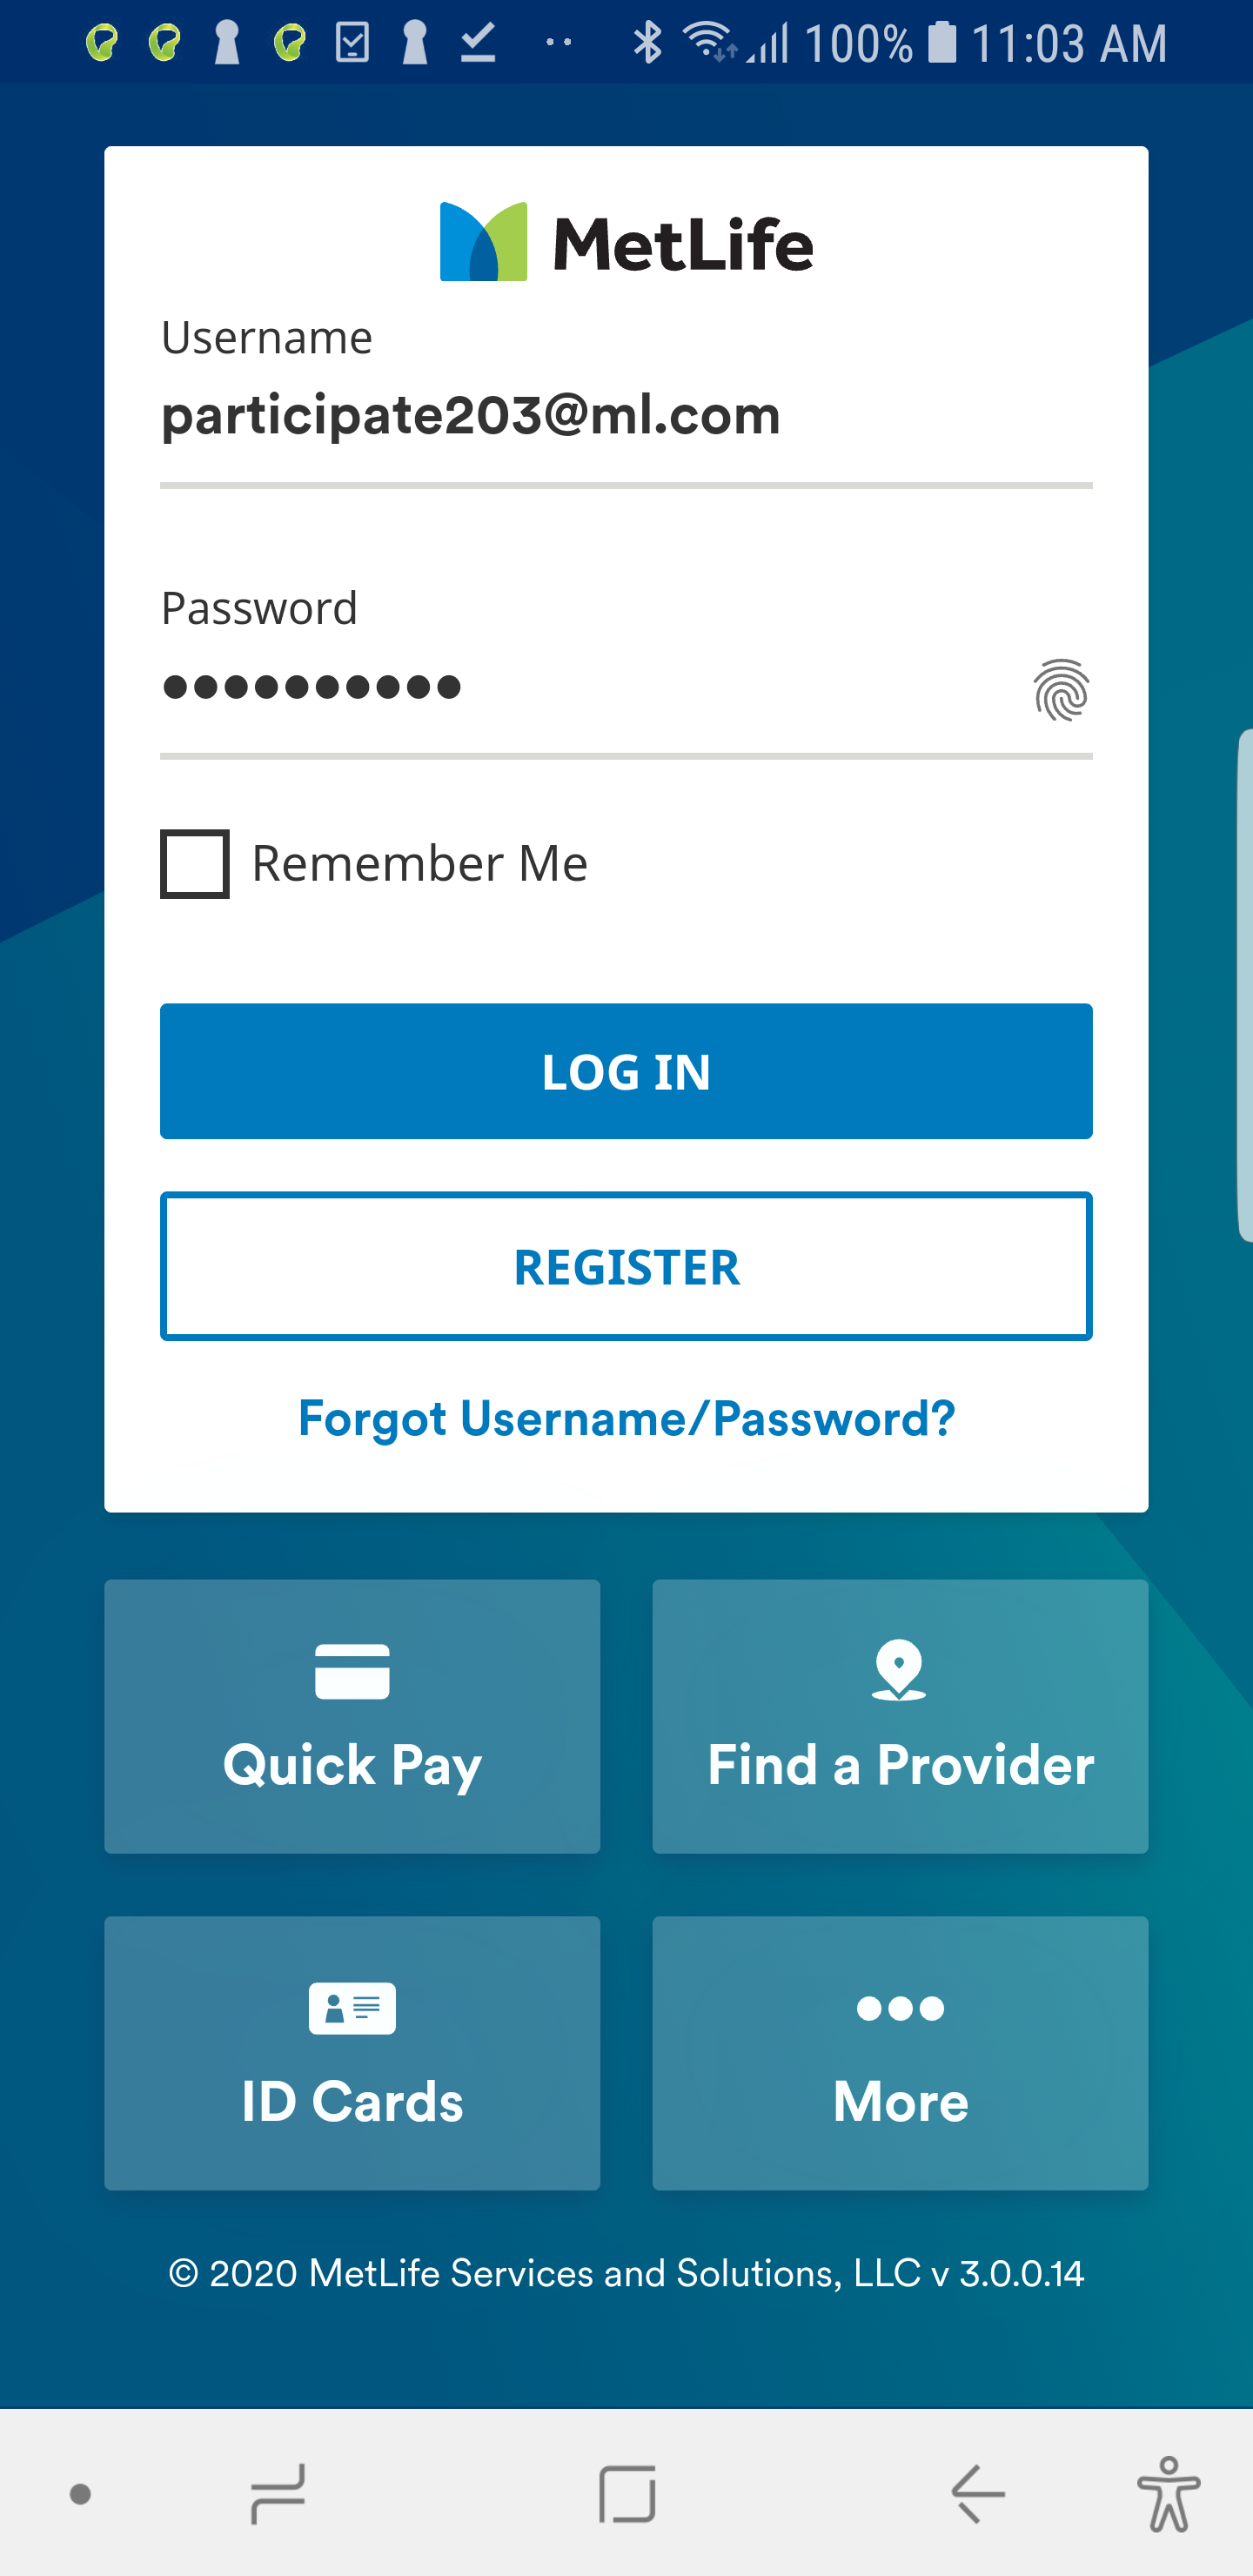 100% 11:03 AM
MetLife
Username
participate203@ml.com
Password
Remember Me
LOG IN
REGISTER
Forgot Username/Password?
Quick Pay
Find a Provider
ID Cards
More
© 2020 MetLife Services and Solutions, LLC v 3.0.0.14